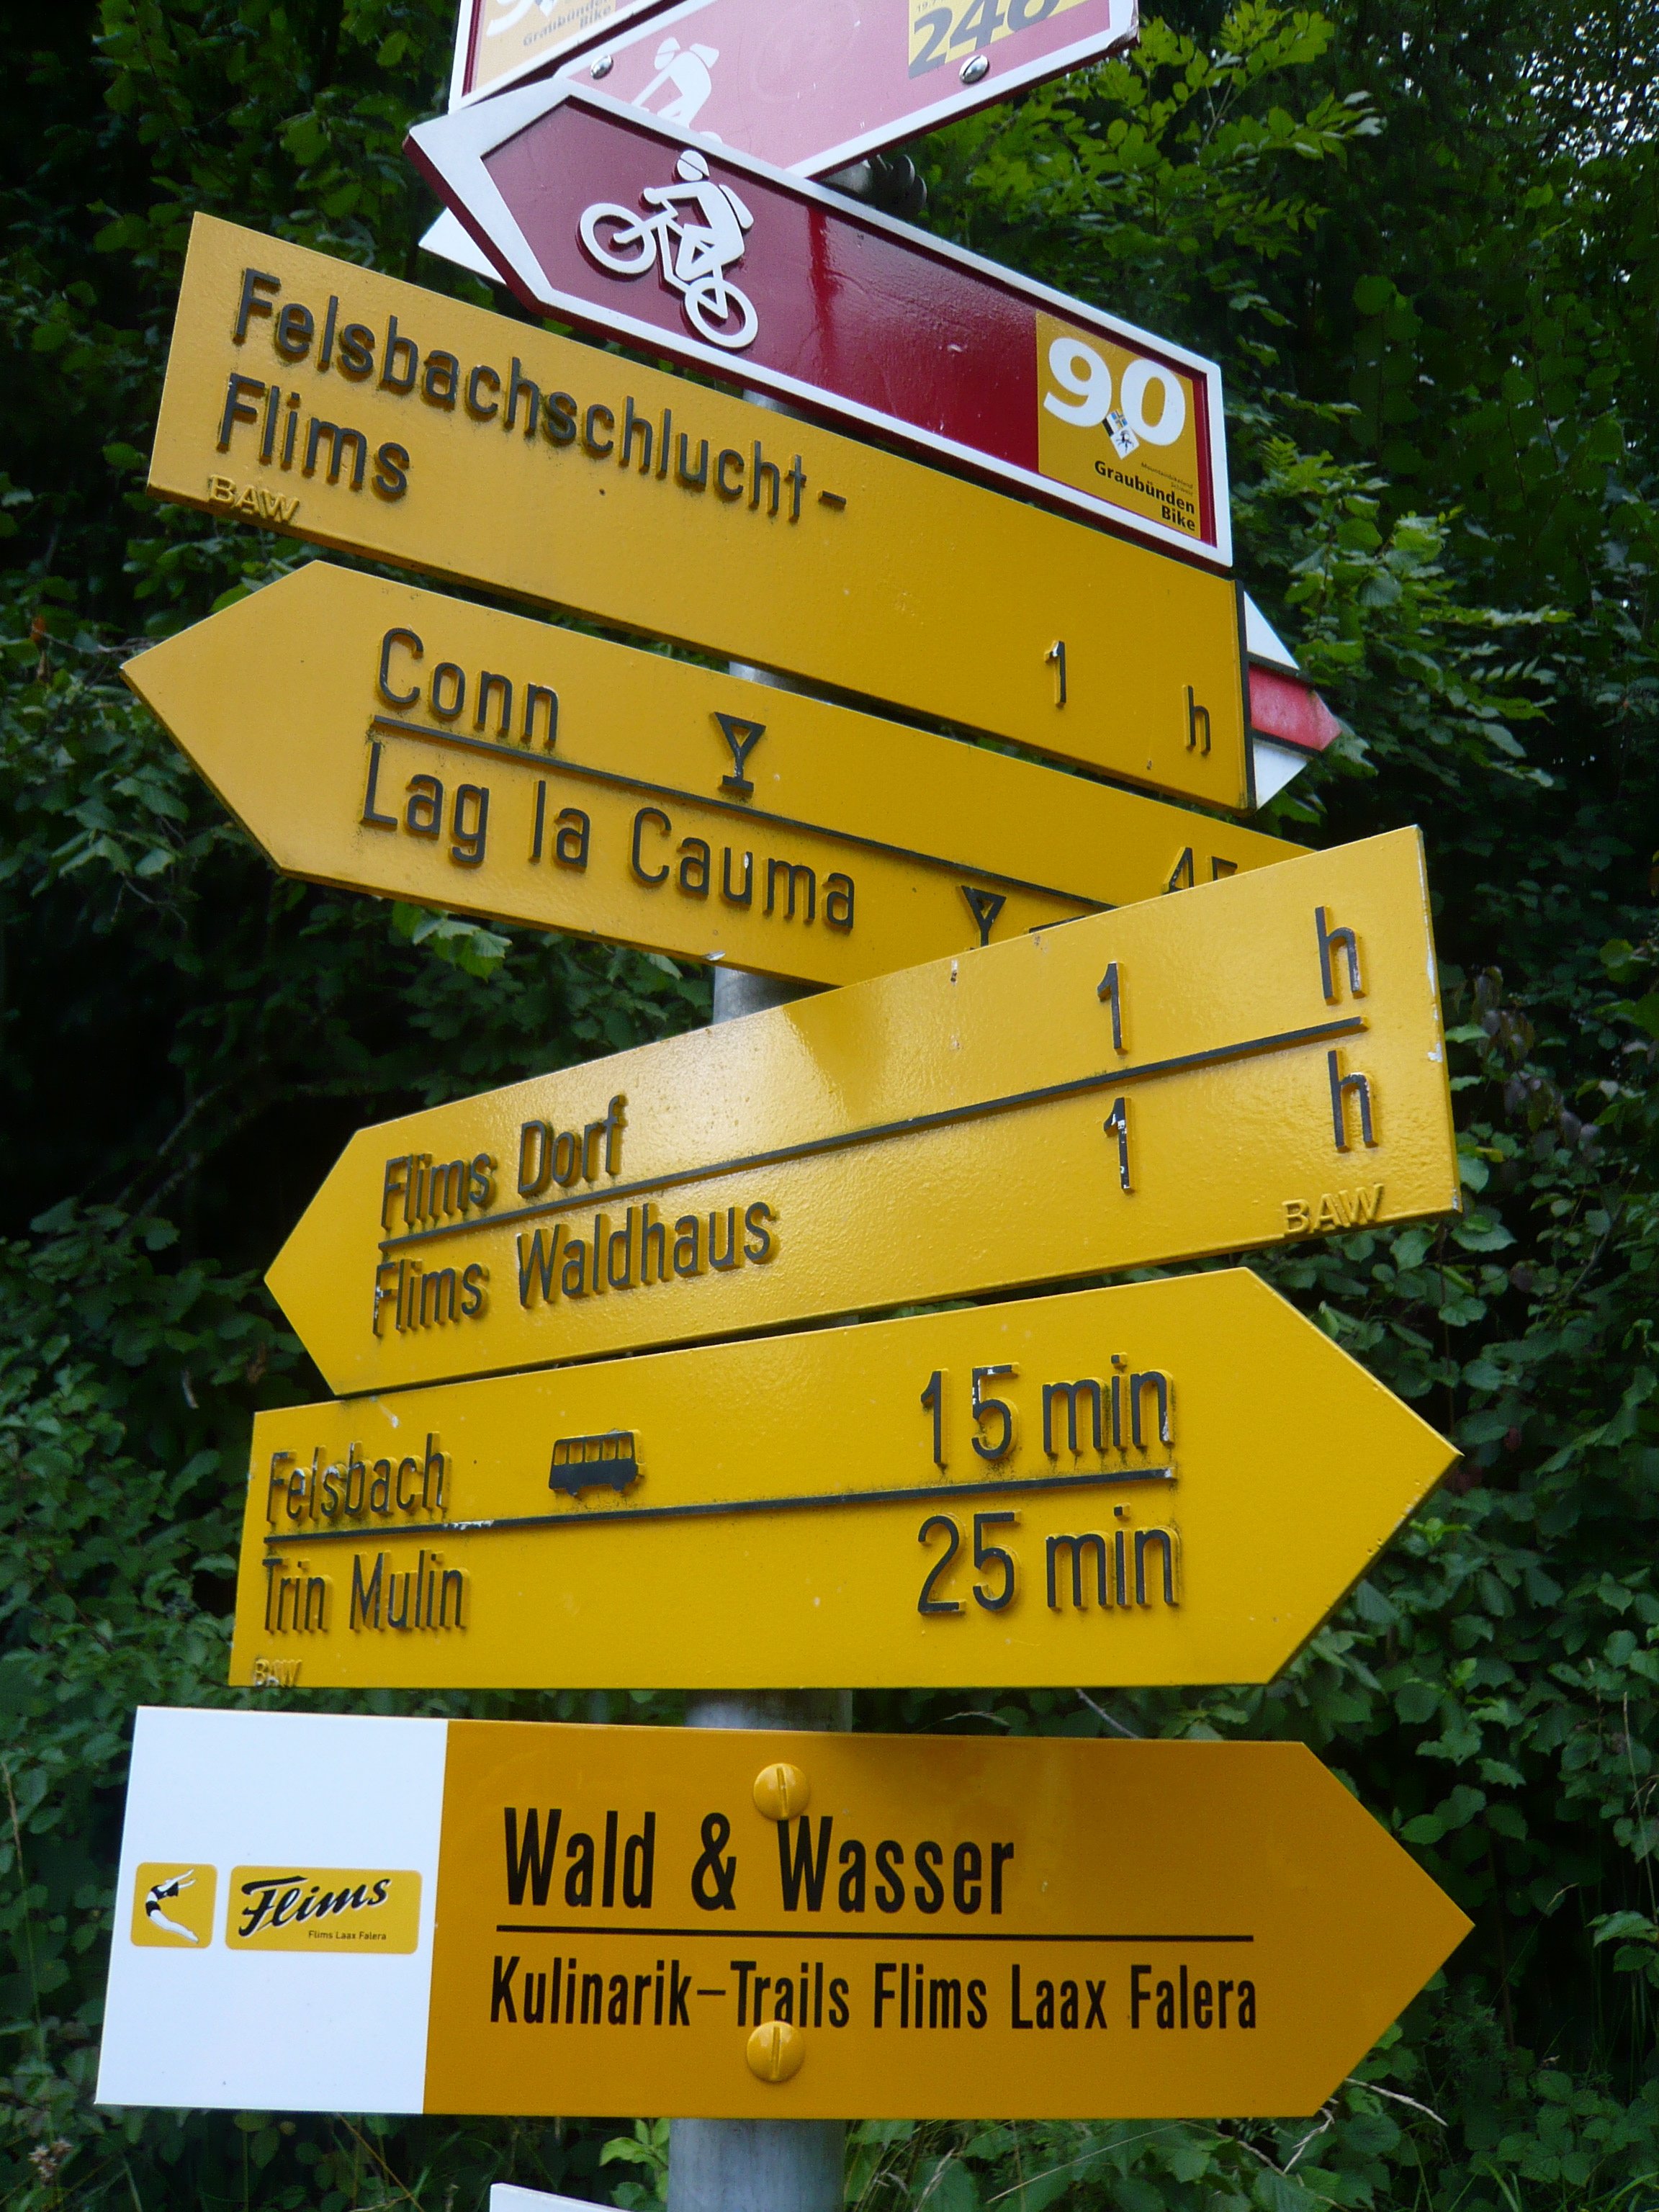 Graubünden
Bike
90
Graubünden
Bike
Felsbachschlucht-
Flims
1 h
BAW
Conn
Lag la Cauma
1 h
Flims Dorf
1 h
Flims Waldhaus
BAW
Felsbach 15 min
Trin Mulin 25 min
BAW
Wald & Wasser
Flims
Flims Laax Falera
Kulinarik-Trails Flims Laax Falera